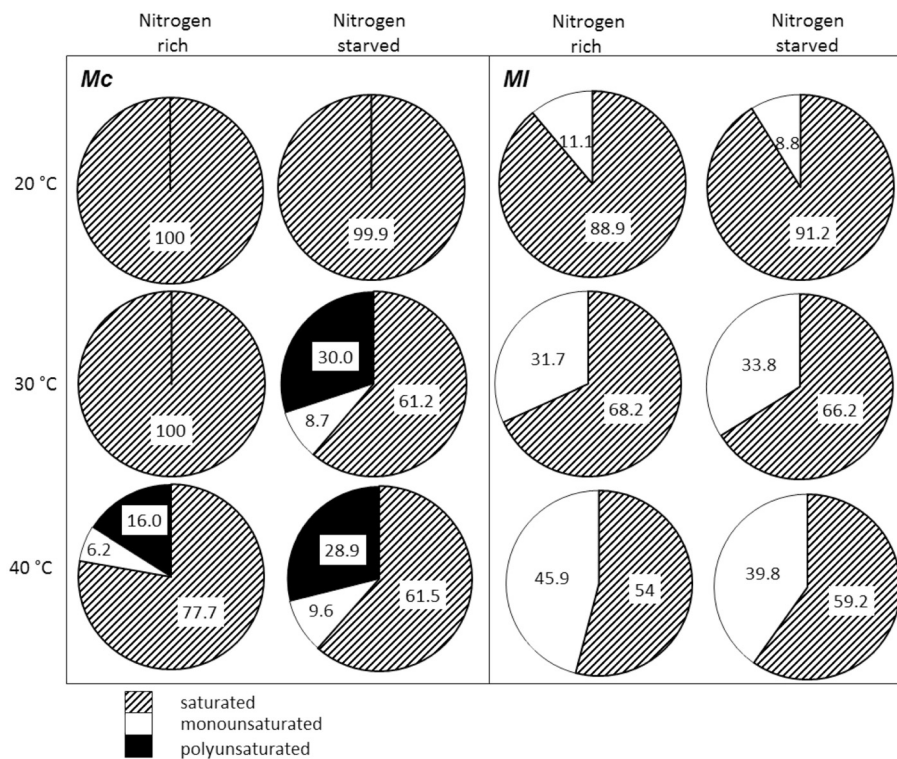 Nitrogen
rich
Nitrogen
starved
Nitrogen
rich
Nitrogen
starved
Mc
Ml
20 °C
100
99.9
11.1
88.9
8.8
91.2
30 °C
100
30.0
8.7
61.2
31.7
68.2
33.8
66.2
40 °C
16.0
6.2
77.7
28.9
9.6
61.5
45.9
54
39.8
59.2
saturated
monounsaturated
polyunsaturated